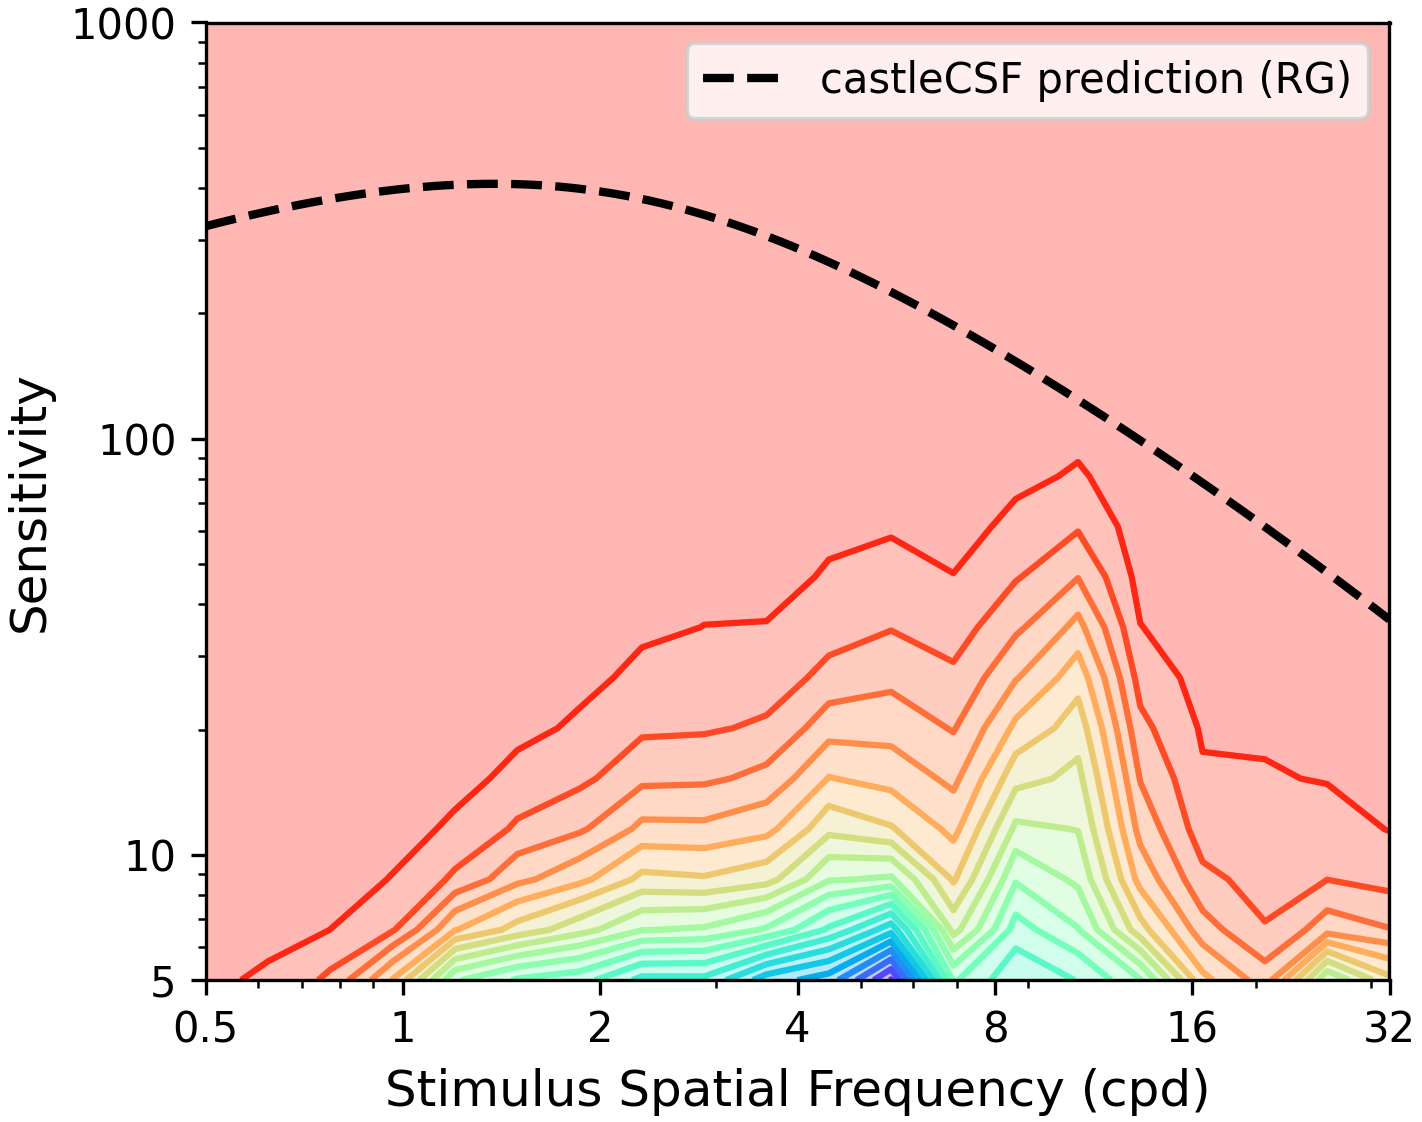 1000
castleCSF prediction (RG)
100
Sensitivity
10
5
0.5 1 2 4 8 16 32
Stimulus Spatial Frequency (cpd)